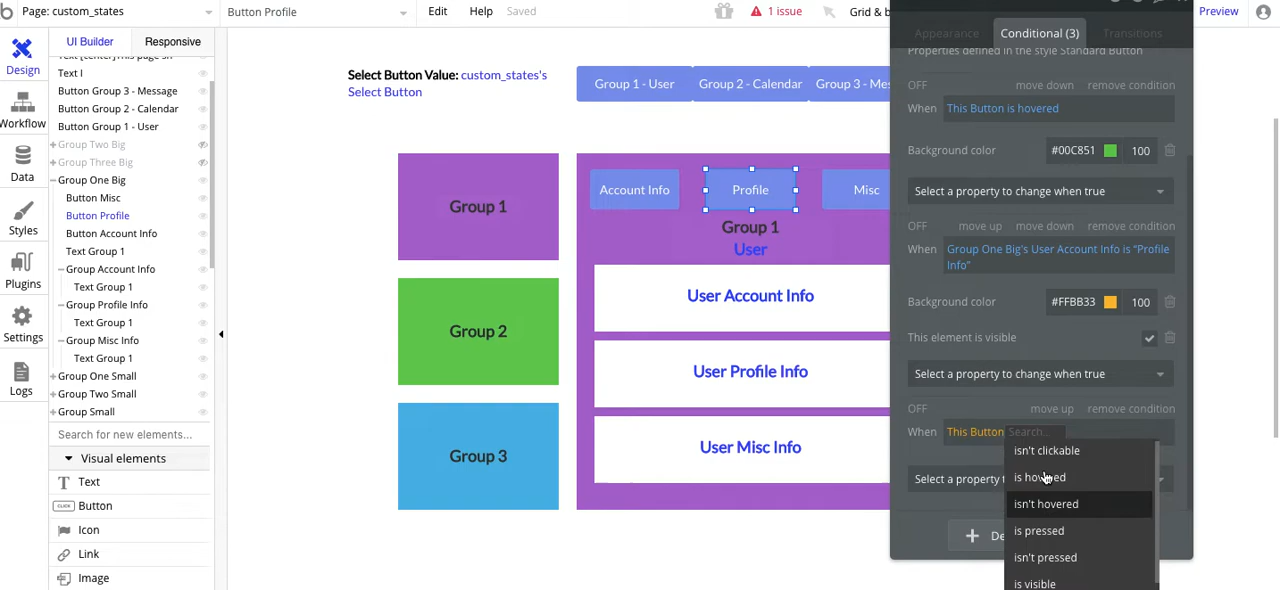 Page: custom_states
Button Profile
Edit
Help
Saved
1 issue
Grid & b
Preview
Design
Workflow
Data
Styles
Plugins
Settings
Logs
UI Builder
Responsive
Text I
Button Group 3 - Message
Button Group 2 - Calendar
Button Group 1 - User
Group Two Big
Group Three Big
Group One Big
Button Misc
Button Profile
Button Account Info
Text Group 1
Group Account Info
Text Group 1
Group Profile Info
Text Group 1
Group Misc Info
Text Group 1
Group One Small
Group Two Small
Group Small
Search for new elements...
Visual elements
Text
CLICK
Button
Icon
Link
Image
Select Button Value: custom_states's
Select Button
Group 1 - User
Group 2 - Calendar
Group 3 - Mes
Group 1
Group 2
Group 3
Account Info
Profile
Misc
Group 1
User
User Account Info
User Profile Info
User Misc Info
Appearance
Conditional (3)
Transitions
Properties defined in the style Standard Button
OFF
move down
remove condition
When
This Button is hovered
Background color
#00C851
100
Select a property to change when true
OFF
move up
move down
remove condition
When
Group One Big's User Account Info is "Profile
Info"
Background color
#FFBB33
100
This element is visible
Select a property to change when true
OFF
move up
remove condition
When
This Button
Search...
Select a property t
isn't clickable
is hovered
isn't hovered
is pressed
isn't pressed
is visible
De